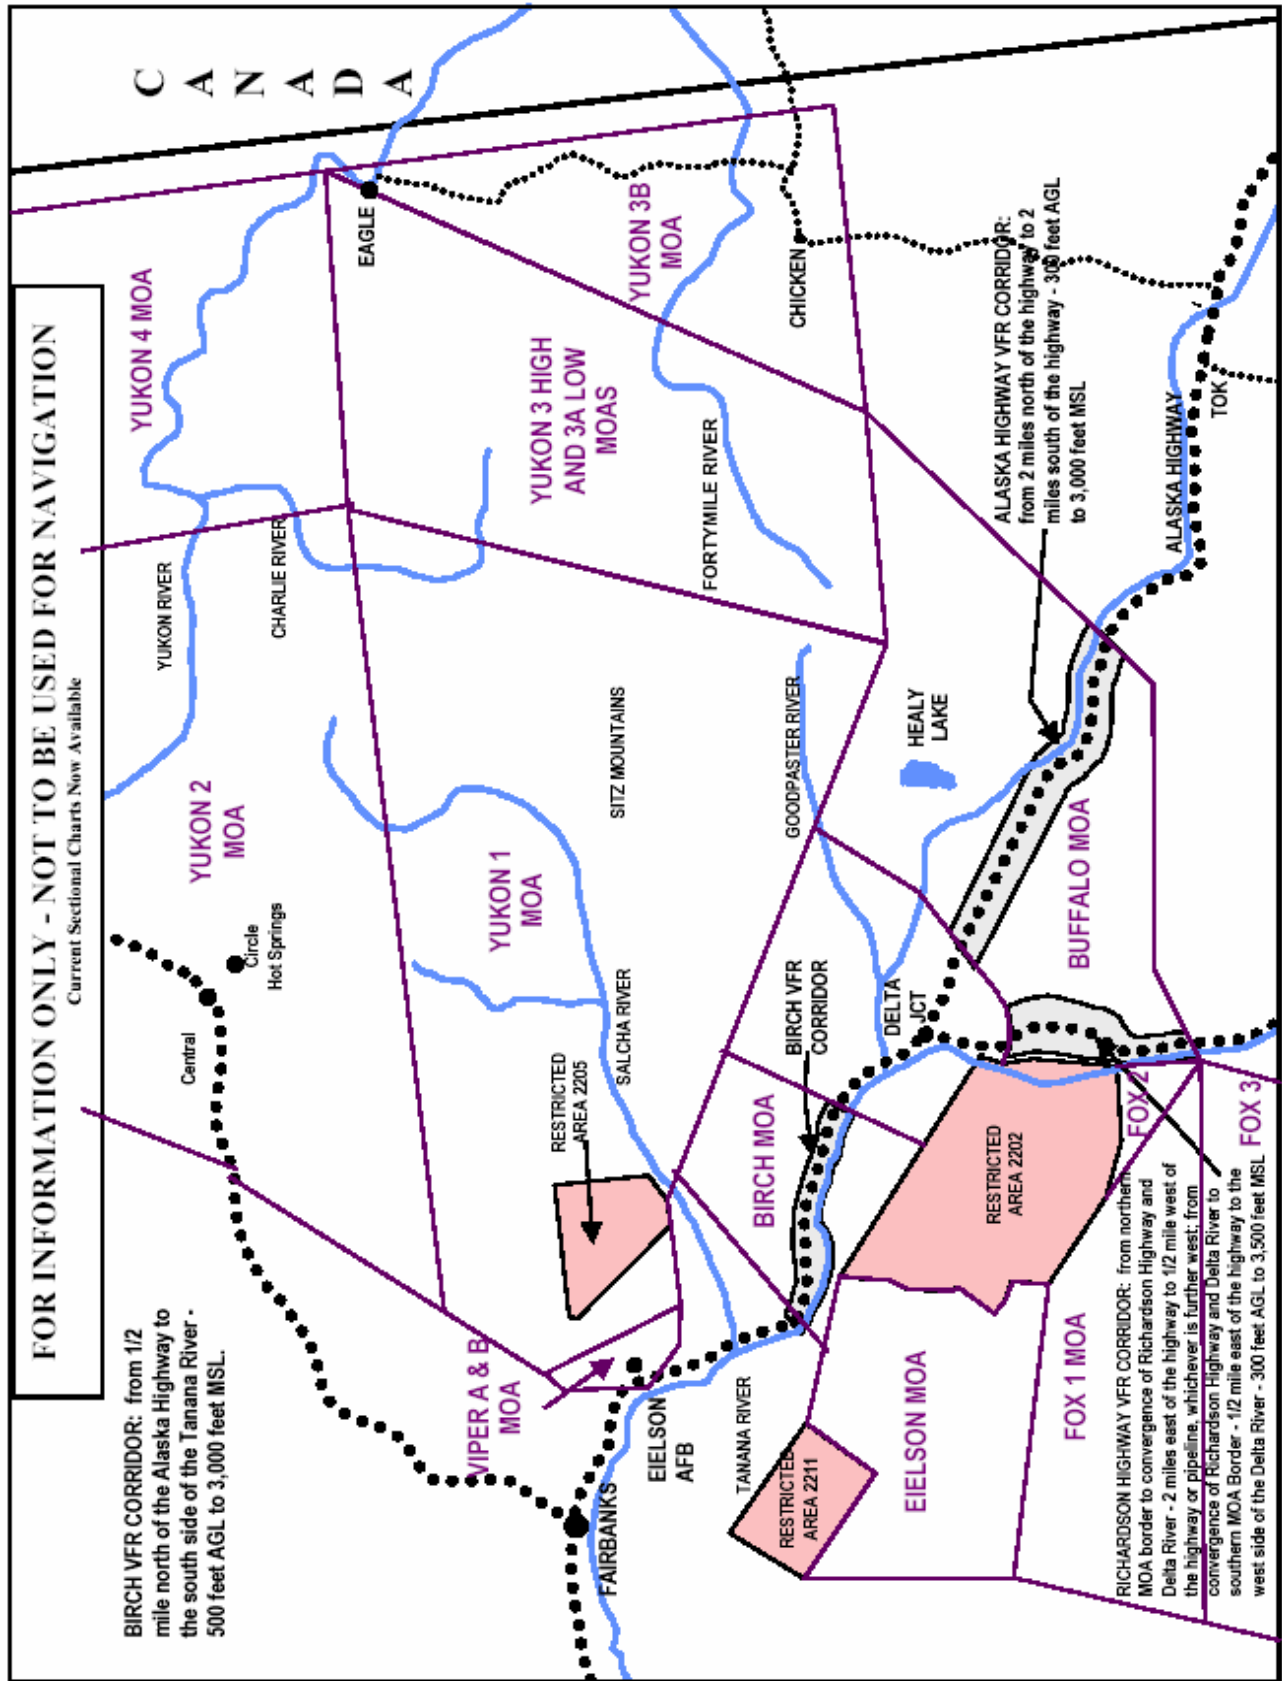 FOR INFORMATION ONLY - NOT TO BE USED FOR NAVIGATION
Current Sectional Charts Now Available
C
A
N
A
D
A
BIRCH VFR CORRIDOR: from 1/2
mile north of the Alaska Highway to
the south side of the Tanana River -
500 feet AGL to 3,000 feet MSL.
YUKON 4 MOA
YUKON RIVER
YUKON 2
MOA
Central
Circle
Hot Springs
CHARLIE RIVER
EAGLE
YUKON 3 HIGH
AND 3A LOW
MOAS
YUKON 3B
MOA
YUKON 1
MOA
SITZ MOUNTAINS
FORTYMILE RIVER
CHICKEN
VIPER A & B
MOA
RESTRICTED
AREA 2205
SALCHA RIVER
FAIRBANKS
EIELSON
AFB
TANANA RIVER
BIRCH MOA
BIRCH VFR
CORRIDOR
GOODPASTER RIVER
HEALY
LAKE
DELTA
JCT
RESTRICTED
AREA 2211
EIELSON MOA
RESTRICTED
AREA 2202
FOX 1 MOA
FOX 2
FOX 3
BUFFALO MOA
ALASKA HIGHWAY VFR CORRIDOR:
from 2 miles north of the highway to 2
miles south of the highway - 300 feet AGL
to 3,000 feet MSL
ALASKA HIGHWAY
TOK
RICHARDSON HIGHWAY VFR CORRIDOR: from northern
MOA border to convergence of Richardson Highway and
Delta River - 2 miles east of the highway to 1/2 mile west of
the highway or pipeline, whichever is further west; from
convergence of Richardson Highway and Delta River to
southern MOA Border - 1/2 mile east of the highway to the
west side of the Delta River - 300 feet AGL to 3,500 feet MSL